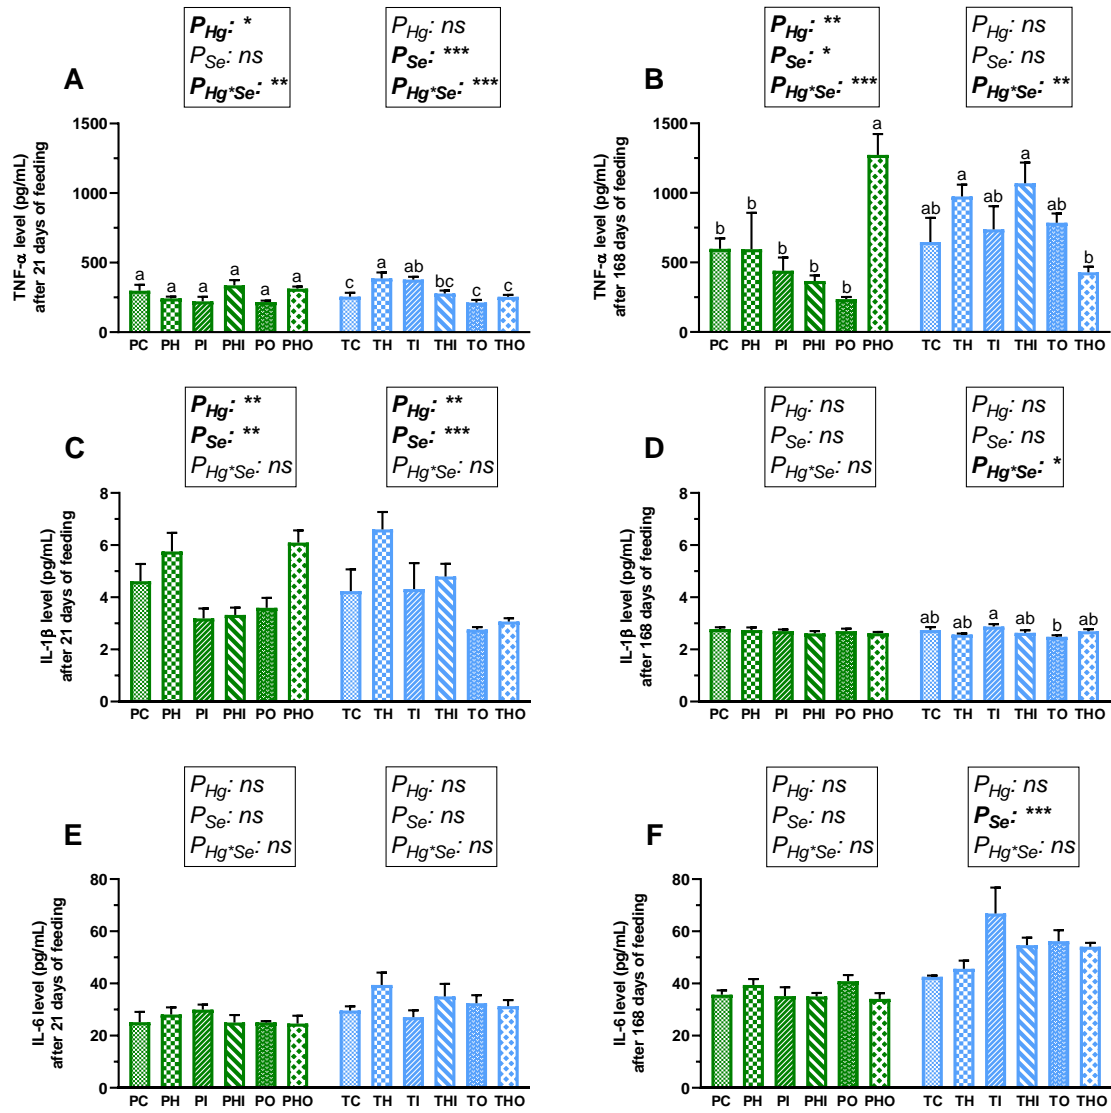 P_Hg: *
P_Se: ns
P_Hg*Se: **
P_Hg: ns
P_Se: ***
P_Hg*Se: ***
A
TNF-α level (pg/mL)
after 21 days of feeding
1500
1000
500
0
a a a a a a c a ab bc c c
PC PH PI PHI PO PHO TC TH TI THI TO THO
P_Hg: **
P_Se: *
P_Hg*Se: ***
P_Hg: ns
P_Se: ns
P_Hg*Se: **
B
TNF-α level (pg/mL)
after 168 days of feeding
1500
1000
500
0
b b b b b a ab a ab a ab b
PC PH PI PHI PO PHO TC TH TI THI TO THO
P_Hg: **
P_Se: **
P_Hg*Se: ns
P_Hg: **
P_Se: ***
P_Hg*Se: ns
C
IL-1β level (pg/mL)
after 21 days of feeding
8
6
4
2
0
PC PH PI PHI PO PHO TC TH TI THI TO THO
P_Hg: ns
P_Se: ns
P_Hg*Se: ns
P_Hg: ns
P_Se: ns
P_Hg*Se: *
D
IL-1β level (pg/mL)
after 168 days of feeding
8
6
4
2
0
ab ab a ab b ab
PC PH PI PHI PO PHO TC TH TI THI TO THO
P_Hg: ns
P_Se: ns
P_Hg*Se: ns
P_Hg: ns
P_Se: ns
P_Hg*Se: ns
E
IL-6 level (pg/mL)
after 21 days of feeding
80
60
40
20
0
PC PH PI PHI PO PHO TC TH TI THI TO THO
P_Hg: ns
P_Se: ns
P_Hg*Se: ns
P_Hg: ns
P_Se: ***
P_Hg*Se: ns
F
IL-6 level (pg/mL)
after 168 days of feeding
80
60
40
20
0
PC PH PI PHI PO PHO TC TH TI THI TO THO